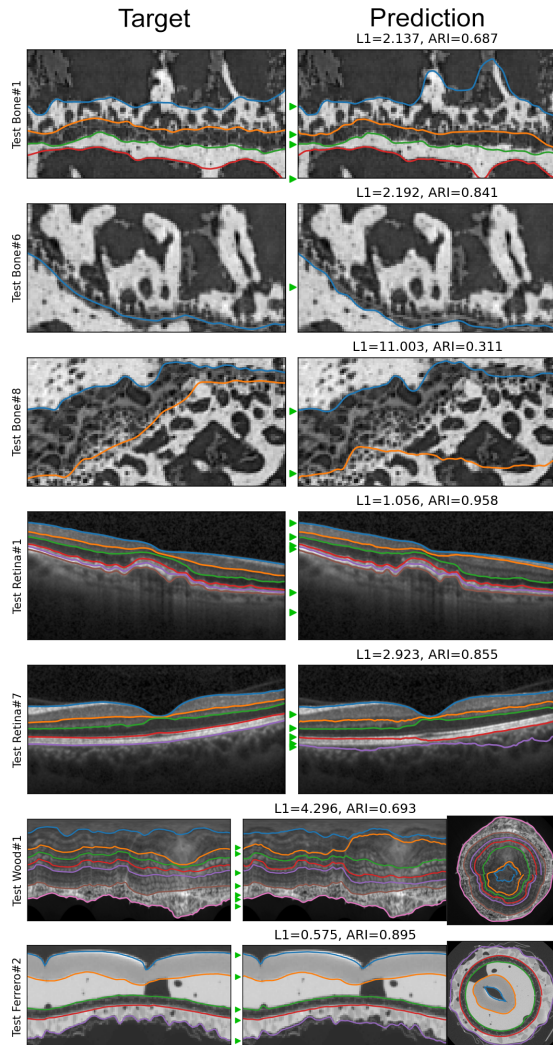 Target
Prediction
L1=2.137, ARI=0.687
Test Bone#1
L1=2.192, ARI=0.841
Test Bone#6
L1=11.003, ARI=0.311
Test Bone#8
L1=1.056, ARI=0.958
Test Retina#1
L1=2.923, ARI=0.855
Test Retina#7
L1=4.296, ARI=0.693
Test Wood#1
L1=0.575, ARI=0.895
Test Ferrero#2